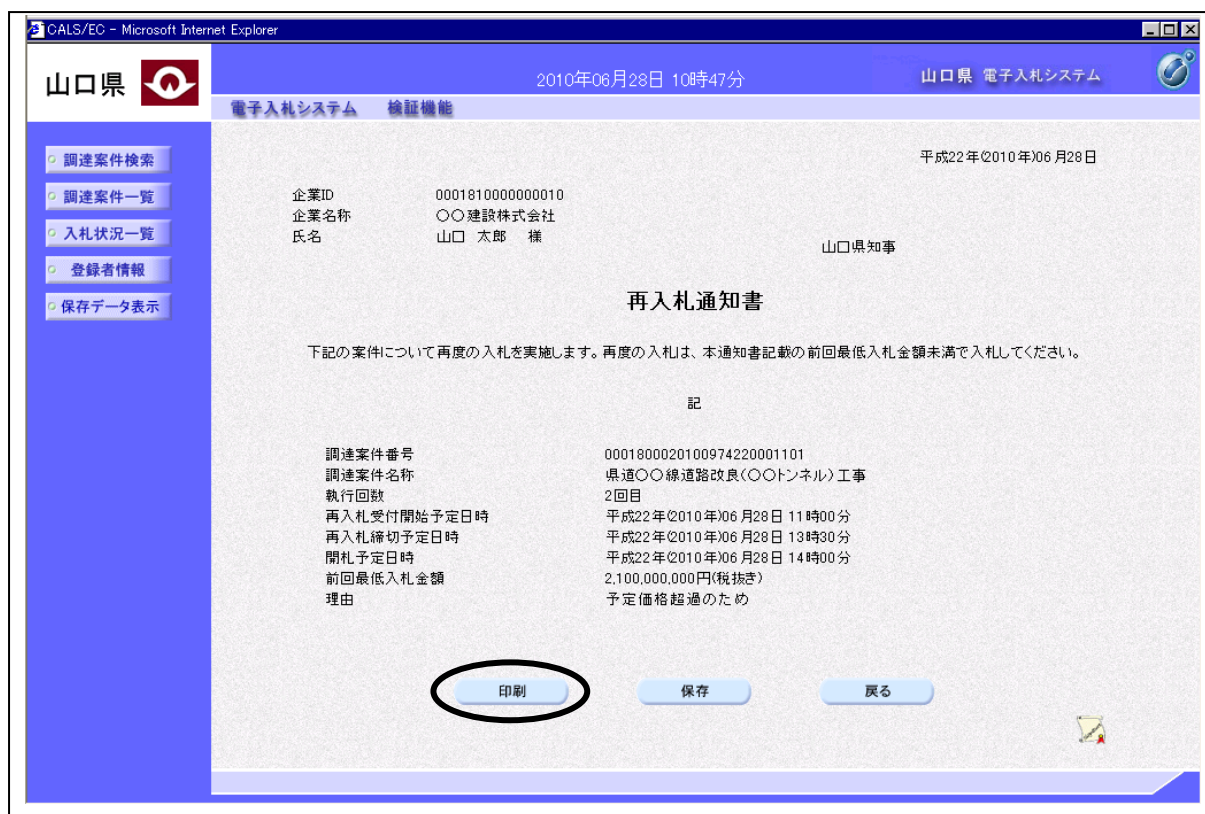 CALS/EC - Microsoft Internet Explorer
山口県
2010年06月28日 10時47分
山口県 電子入札システム
電子入札システム 検証機能
調達案件検索
調達案件一覧
入札状況一覧
登録者情報
保存データ表示
平成22年(2010年)06月28日
企業ID 0001810000000010
企業名称 〇〇建設株式会社
氏名 山口 太郎 様
山口県知事
再入札通知書
下記の案件について再度の入札を実施します。再度の入札は、本通知書記載の前回最低入札金額未満で入札してください。
記
調達案件番号 00018000201009742200​01101
調達案件名称 県道〇〇線道路改良(〇〇トンネル)工事
執行回数 2回目
再入札受付開始予定日時 平成22年(2010年)06月28日 11時00分
再入札締切予定日時 平成22年(2010年)06月28日 13時30分
開札予定日時 平成22年(2010年)06月28日 14時00分
前回最低入札金額 2,100,000,000円(税抜き)
理由 予定価格超過のため
印刷 保存 戻る